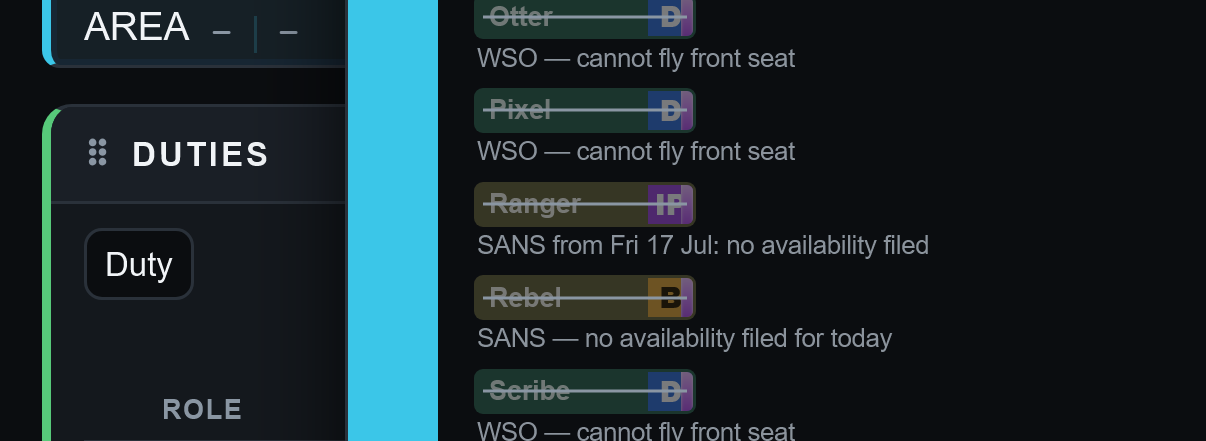 AREA – | –
DUTIES
Duty
ROLE
Otter D
WSO — cannot fly front seat
Pixel D
WSO — cannot fly front seat
Ranger IP
SANS from Fri 17 Jul: no availability filed
Rebel B
SANS — no availability filed for today
Scribe D
WSO — cannot fly front seat